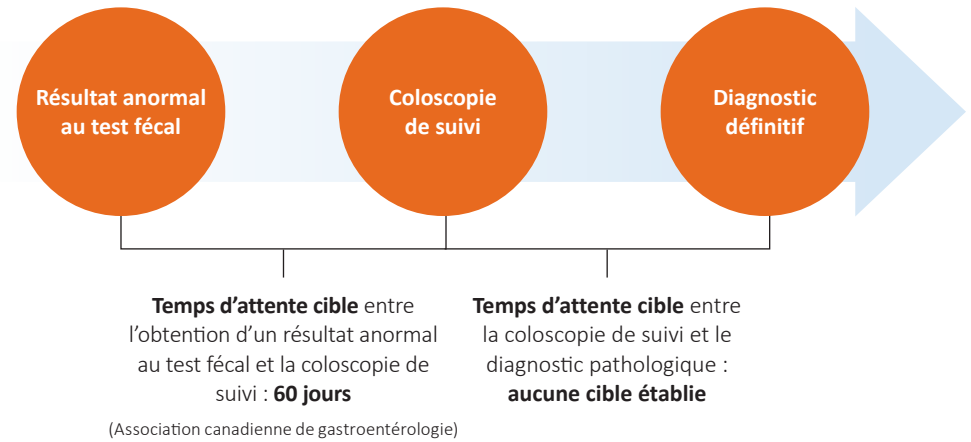 Résultat anormal
au test fécal
Coloscopie
de suivi
Diagnostic
définitif
Temps d’attente cible entre
l’obtention d’un résultat anormal
au test fécal et la coloscopie de
suivi : 60 jours
(Association canadienne de gastroentérologie)
Temps d’attente cible entre
la coloscopie de suivi et le
diagnostic pathologique :
aucune cible établie